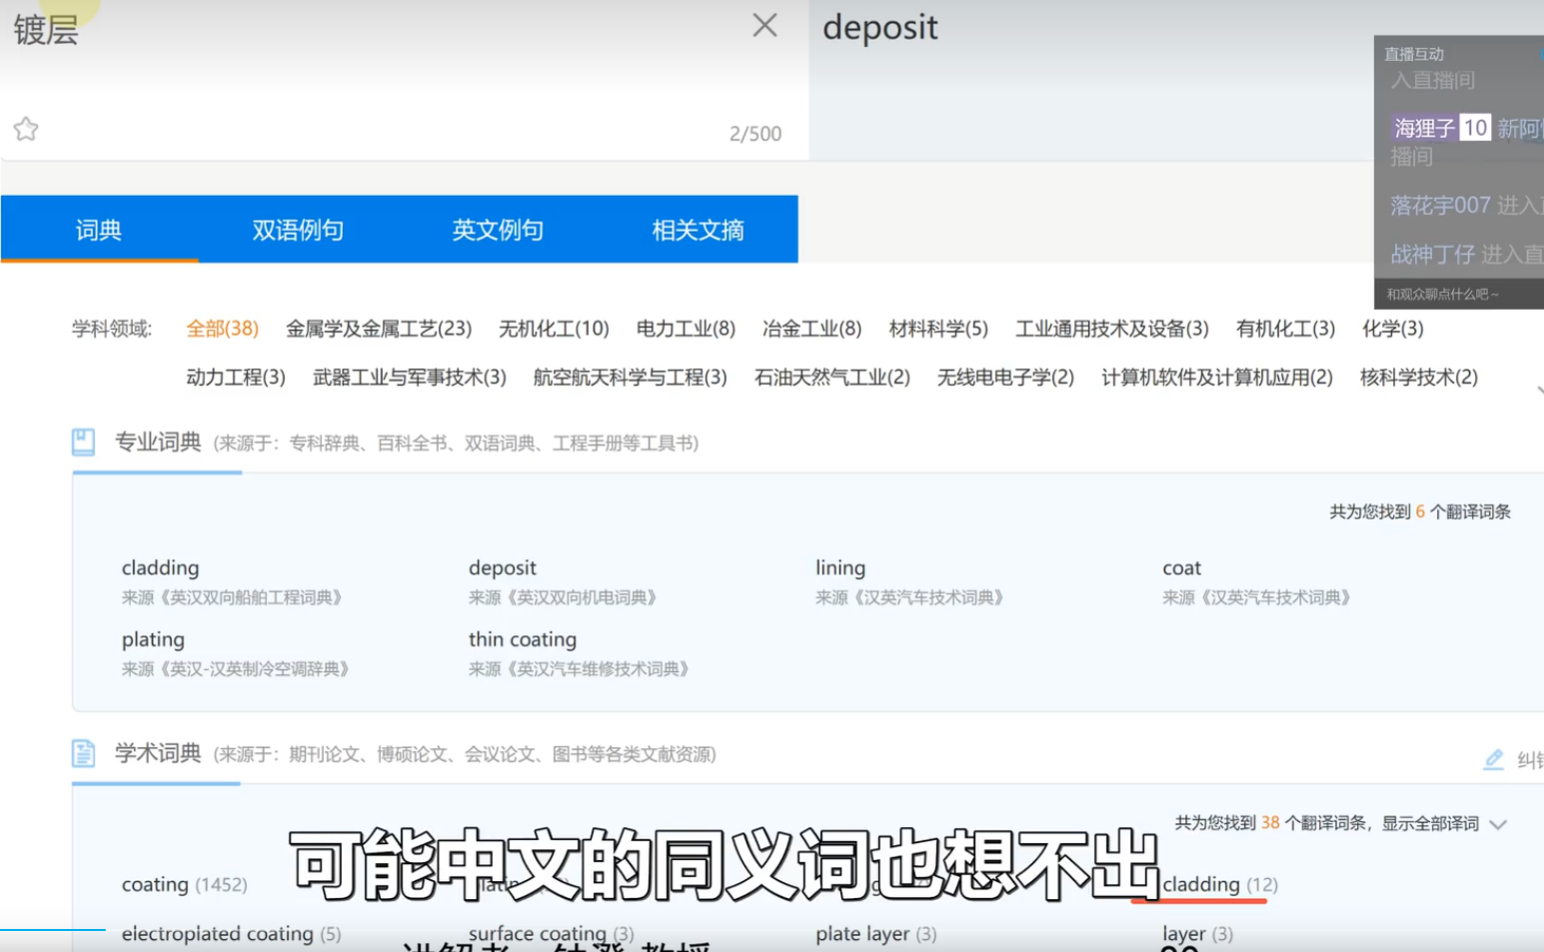 镀层
deposit
2/500
直播互动
入直播间
海狸子 10 新阿
播间
落花宇007 进入
战神丁仔 进入直
和观众聊点什么吧~
词典 双语例句 英文例句 相关文摘
学科领域: 全部(38) 金属学及金属工艺(23) 无机化工(10) 电力工业(8) 冶金工业(8) 材料科学(5) 工业通用技术及设备(3) 有机化工(3) 化学(3)
动力工程(3) 武器工业与军事技术(3) 航空航天科学与工程(3) 石油天然气工业(2) 无线电电子学(2) 计算机软件及计算机应用(2) 核科学技术(2)
专业词典 (来源于: 专科辞典、百科全书、双语词典、工程手册等工具书)
共为您找到 6 个翻译词条
cladding deposit lining coat
来源《英汉双向船舶工程词典》 来源《英汉双向机电词典》 来源《汉英汽车技术词典》 来源《汉英汽车技术词典》
plating thin coating
来源《英汉-汉英制冷空调辞典》 来源《英汉汽车维修技术词典》
学术词典 (来源于: 期刊论文、博硕论文、会议论文、图书等各类文献资源)
纠错
共为您找到 38 个翻译词条, 显示全部译词
可能中文的同义词也想不出
coating (1452) cladding (12)
electroplated coating (5) surface coating (3) plate layer (3) layer (3)